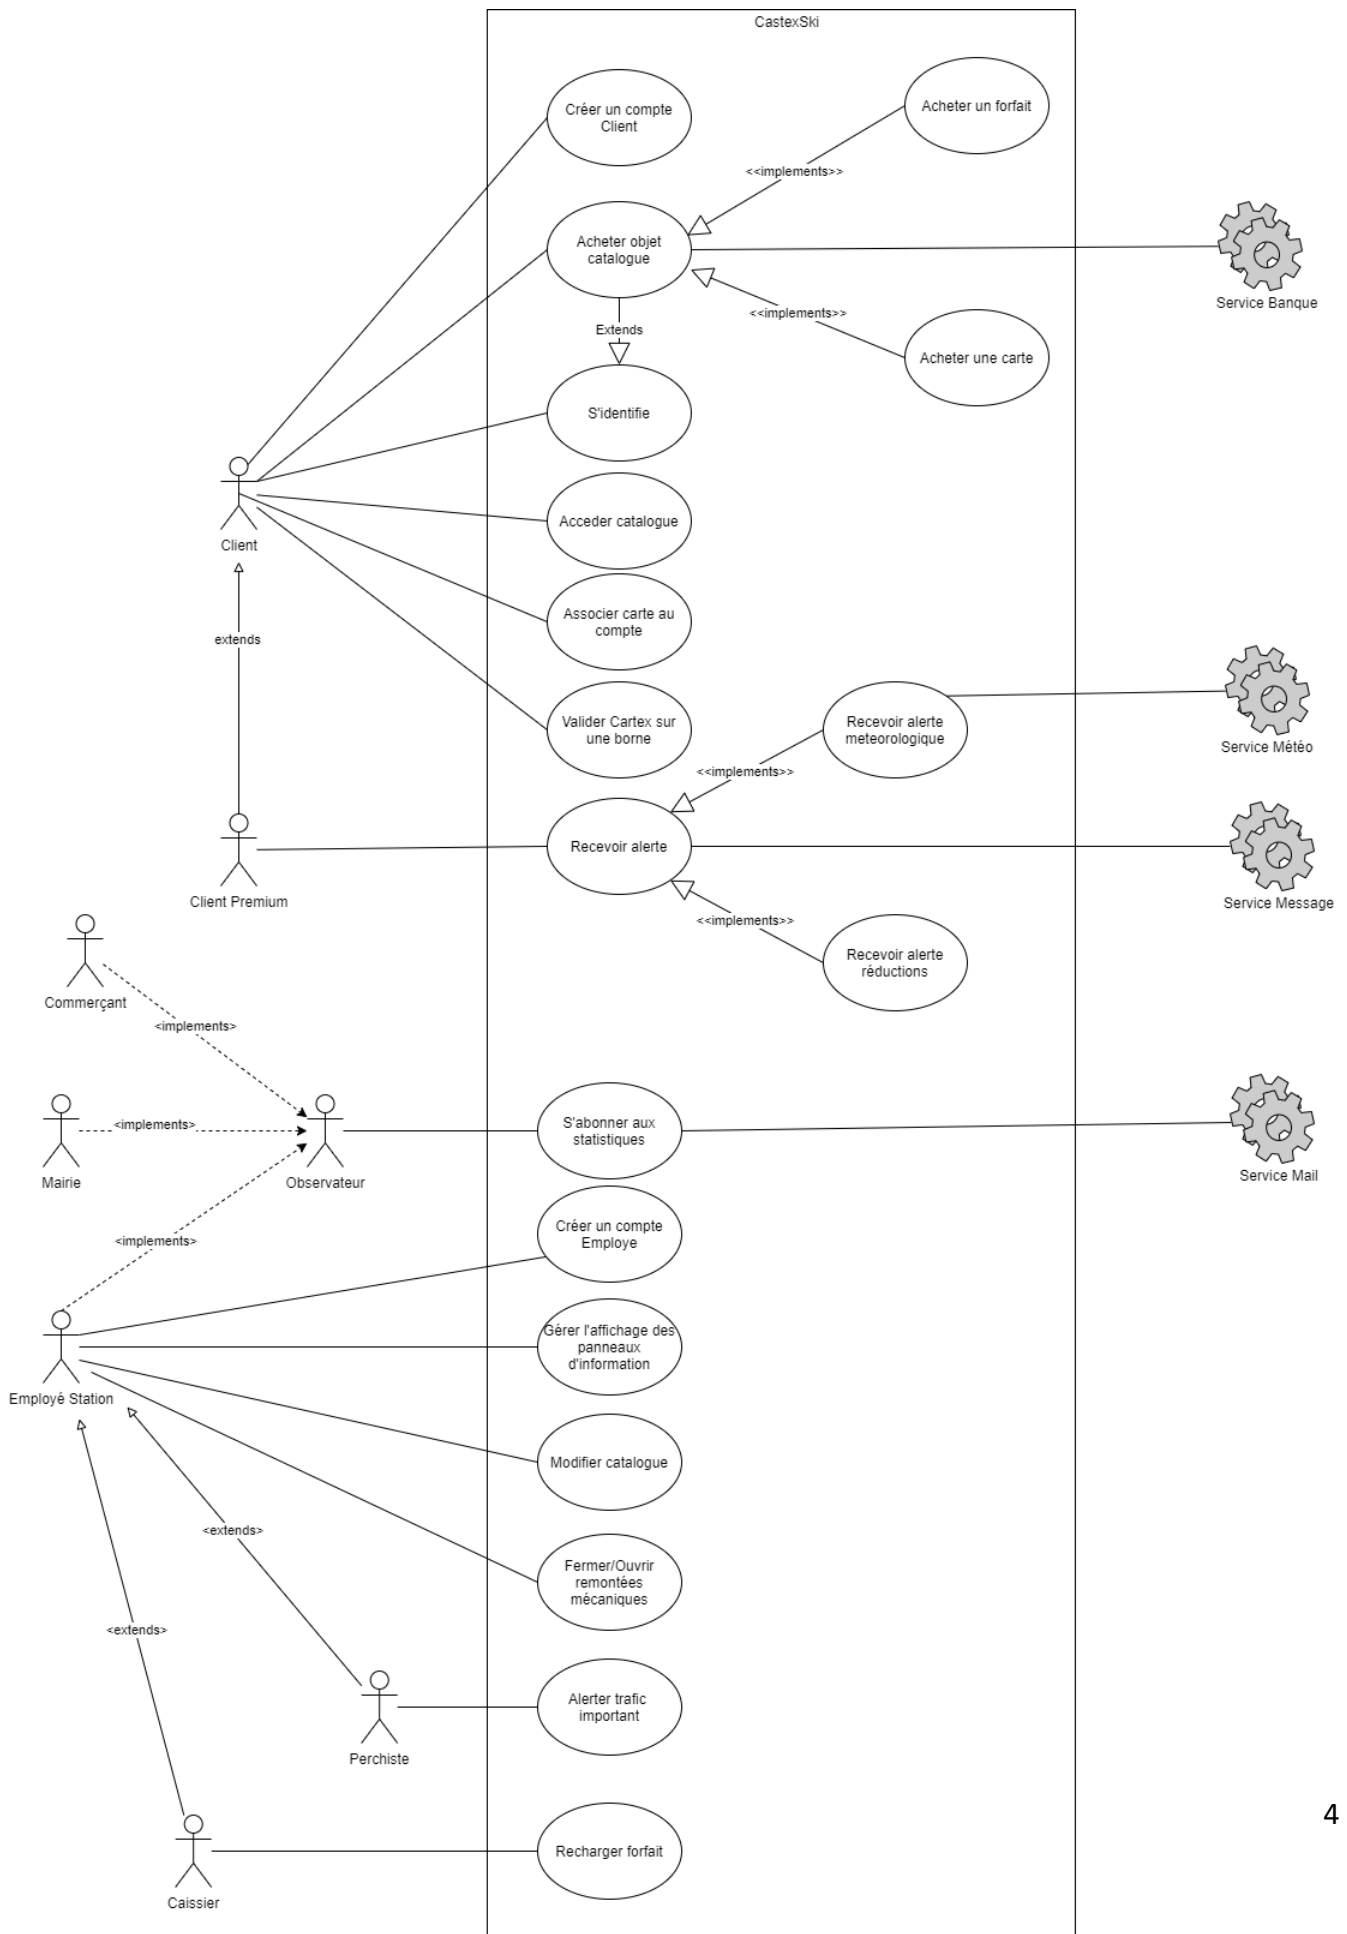 CastexSki
Créer un compte
Client
Acheter un forfait
<<implements>>
Acheter objet
catalogue
Service Banque
<<implements>>
Extends
Acheter une carte
S'identifie
Client
Acceder catalogue
Associer carte au
compte
extends
Valider Cartex sur
une borne
Recevoir alerte
meteorologique
Service Météo
<<implements>>
Recevoir alerte
Client Premium
Service Message
<<implements>>
Recevoir alerte
réductions
Commerçant
<implements>
<implements>
Mairie
Observateur
S'abonner aux
statistiques
Service Mail
<implements>
Créer un compte
Employe
Gérer l'affichage des
panneaux
d'information
Employé Station
Modifier catalogue
<extends>
Fermer/Ouvrir
remontées
mécaniques
<extends>
Alerter trafic
important
Perchiste
4
Recharger forfait
Caissier